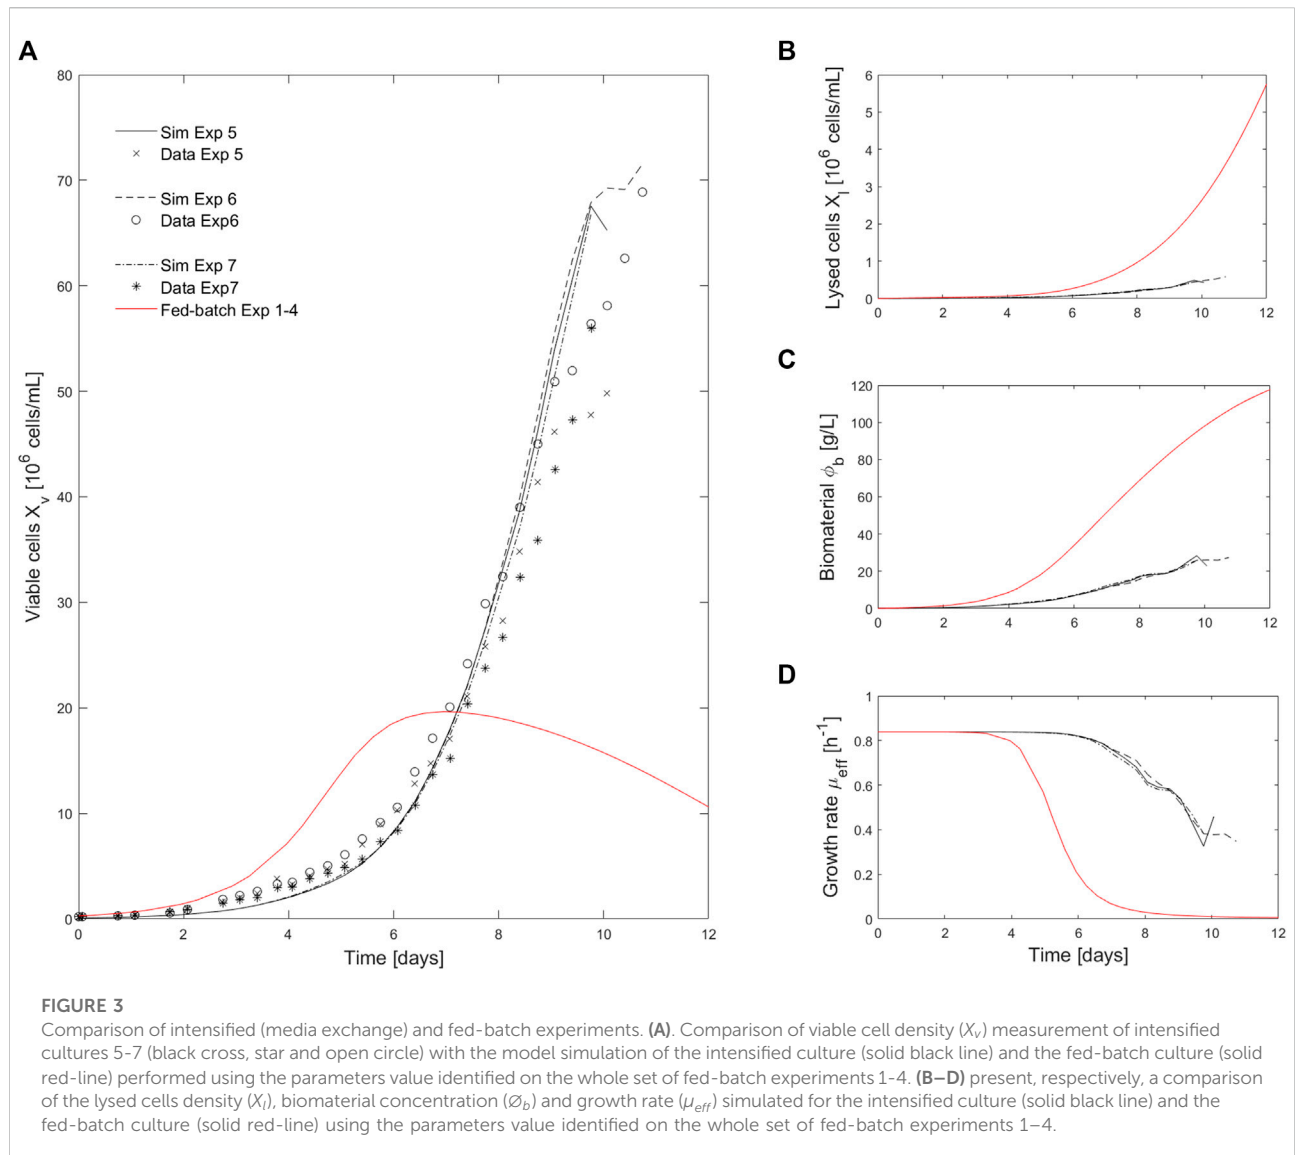 A
80
70
60
50
40
30
20
10
0
Viable cells X_v [10^6 cells/mL]
Sim Exp 5
Data Exp 5
Sim Exp 6
Data Exp6
Sim Exp 7
Data Exp7
Fed-batch Exp 1-4
0 2 4 6 8 10 12
Time [days]
B
6
5
4
3
2
1
0
Lysed cells X_l [10^6 cells/mL]
0 2 4 6 8 10 12
C
120
100
80
60
40
20
0
Biomaterial ϕ_b [g/L]
0 2 4 6 8 10 12
D
1
0.8
0.6
0.4
0.2
0
Growth rate μ_eff [h^-1]
0 2 4 6 8 10 12
Time [days]
FIGURE 3
Comparison of intensified (media exchange) and fed-batch experiments. (A). Comparison of viable cell density (X_v) measurement of intensified
cultures 5-7 (black cross, star and open circle) with the model simulation of the intensified culture (solid black line) and the fed-batch culture (solid
red-line) performed using the parameters value identified on the whole set of fed-batch experiments 1-4. (B–D) present, respectively, a comparison
of the lysed cells density (X_l), biomaterial concentration (Ø_b) and growth rate (μ_eff) simulated for the intensified culture (solid black line) and the
fed-batch culture (solid red-line) using the parameters value identified on the whole set of fed-batch experiments 1–4.